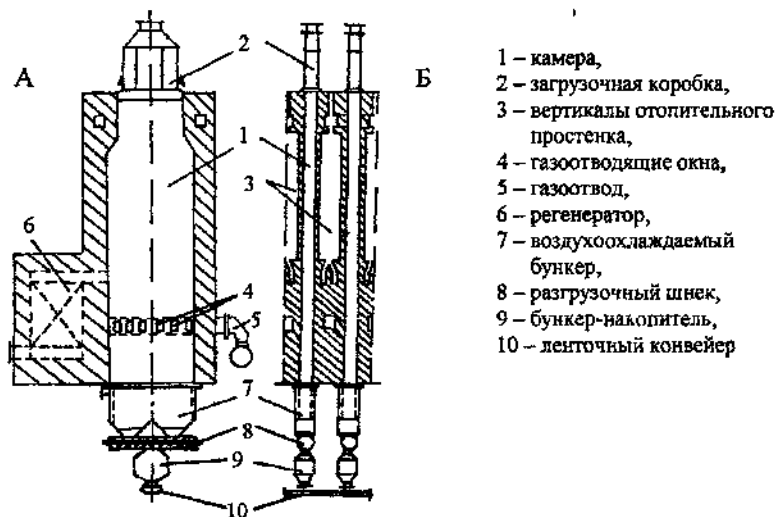 А
Б
2
1
3
6
4
5
7
8
9
10
1 – камера,
2 – загрузочная коробка,
3 – вертикалы отопительного
простенка,
4 – газоотводящие окна,
5 – газоотвод,
6 – регенератор,
7 – воздухоохлаждаемый
бункер,
8 – разгрузочный шнек,
9 – бункер-накопитель,
10 – ленточный конвейер